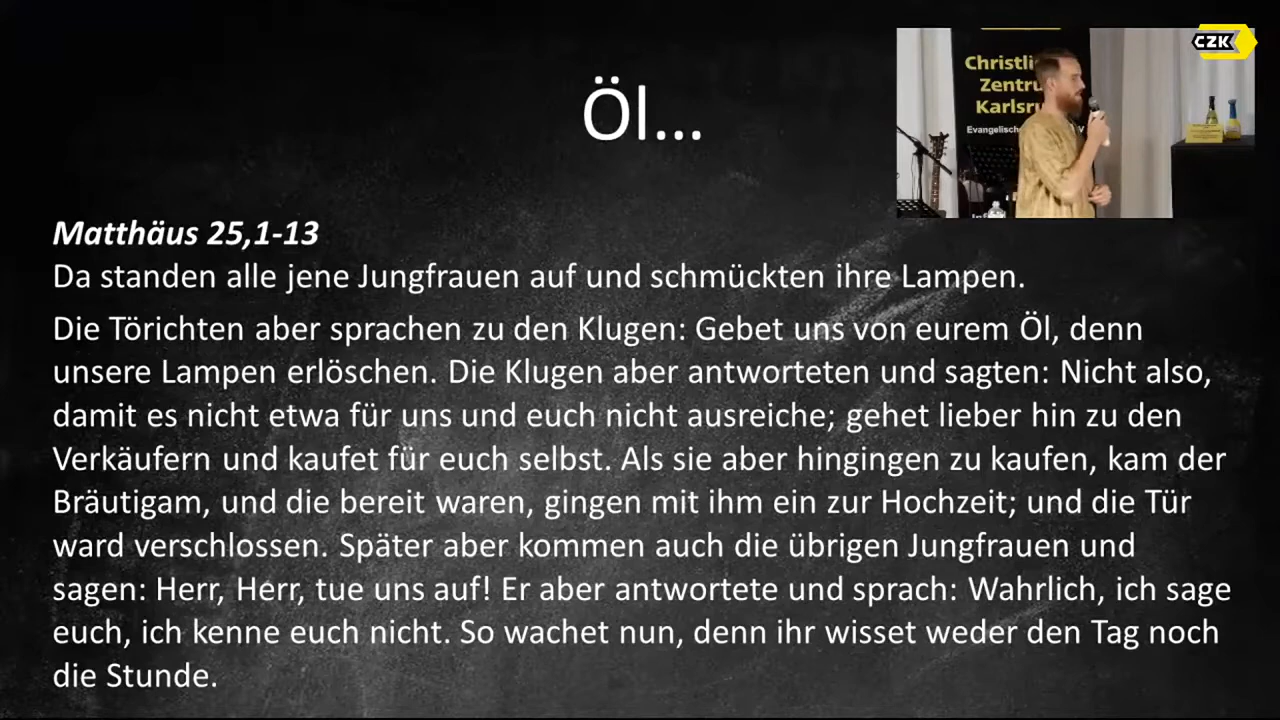 CZK
Christli
Zentru
Karlsru
Evangelisch
V
Öl...
Matthäus 25,1-13
Da standen alle jene Jungfrauen auf und schmückten ihre Lampen.
Die Törichten aber sprachen zu den Klugen: Gebet uns von eurem Öl, denn
unsere Lampen erlöschen. Die Klugen aber antworteten und sagten: Nicht also,
damit es nicht etwa für uns und euch nicht ausreiche; gehet lieber hin zu den
Verkäufern und kaufet für euch selbst. Als sie aber hingingen zu kaufen, kam der
Bräutigam, und die bereit waren, gingen mit ihm ein zur Hochzeit; und die Tür
ward verschlossen. Später aber kommen auch die übrigen Jungfrauen und
sagen: Herr, Herr, tue uns auf! Er aber antwortete und sprach: Wahrlich, ich sage
euch, ich kenne euch nicht. So wachet nun, denn ihr wisset weder den Tag noch
die Stunde.